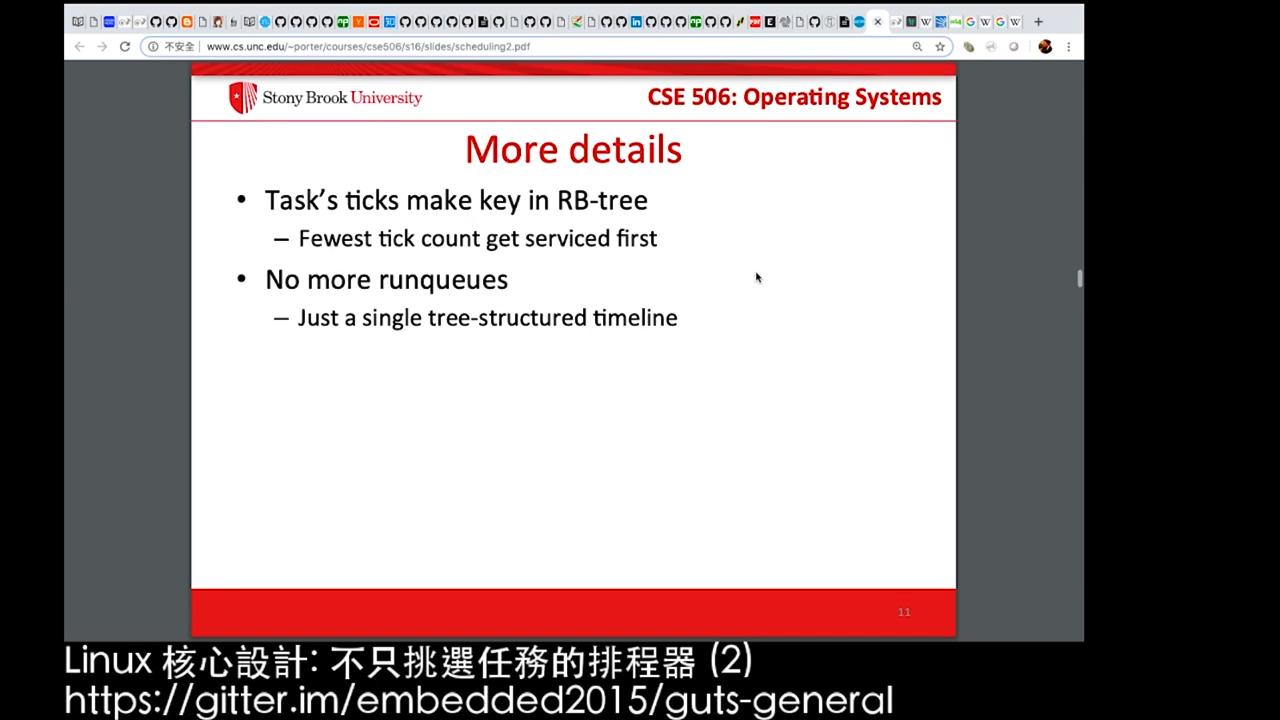 不安全 | www.cs.unc.edu/~porter/courses/cse506/s16/slides/scheduling2.pdf
Stony Brook University
CSE 506: Operating Systems
More details
• Task's ticks make key in RB-tree
– Fewest tick count get serviced first
• No more runqueues
– Just a single tree-structured timeline
11
Linux 核心設計: 不只挑選任務的排程器 (2)
https://gitter.im/embedded2015/guts-general